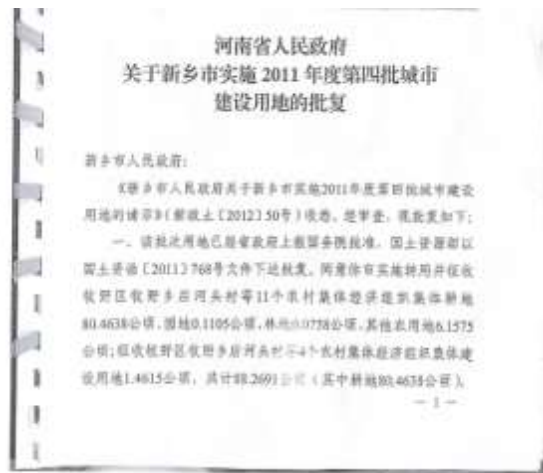 河南省人民政府
关于新乡市实施 2011 年度第四批城市
建设用地的批复
新乡市人民政府:
《新乡市人民政府关于新乡市实施2011年度第四批城市建设
用地的请示》(新政土〔2012〕50号)收悉。经审查,现批复如下:
一、该批次用地已经省政府上报国务院批准,国土资源部以
国土资函〔2011〕768号文件下达批复。同意你市实施转用并征收
牧野区牧野乡后河头村等11个农村集体经济组织集体耕地
80.4638公顷,园地0.1105公顷,林地0.0758公顷,其他农用地6.1575
公顷;征收牧野区牧野乡后河头村等4个农村集体经济组织集体建
设用地1.4615公顷,共计88.2691公顷(其中耕地80.4638公顷)。
— 1 —